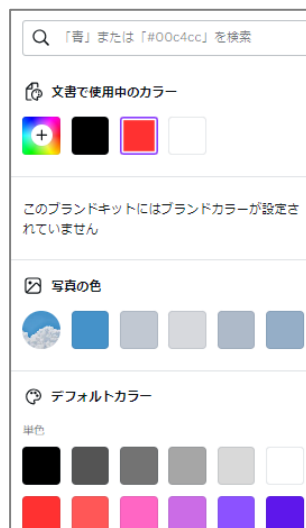 「青」または「#00c4cc」を検索
文書で使用中のカラー
このブランドキットにはブランドカラーが設定さ
れていません
写真の色
デフォルトカラー
単色